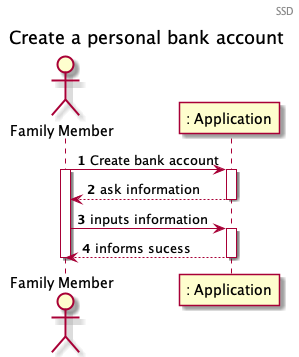 SSD
Create a personal bank account
Family Member
: Application
1 Create bank account
2 ask information
3 inputs information
4 informs sucess
Family Member
: Application